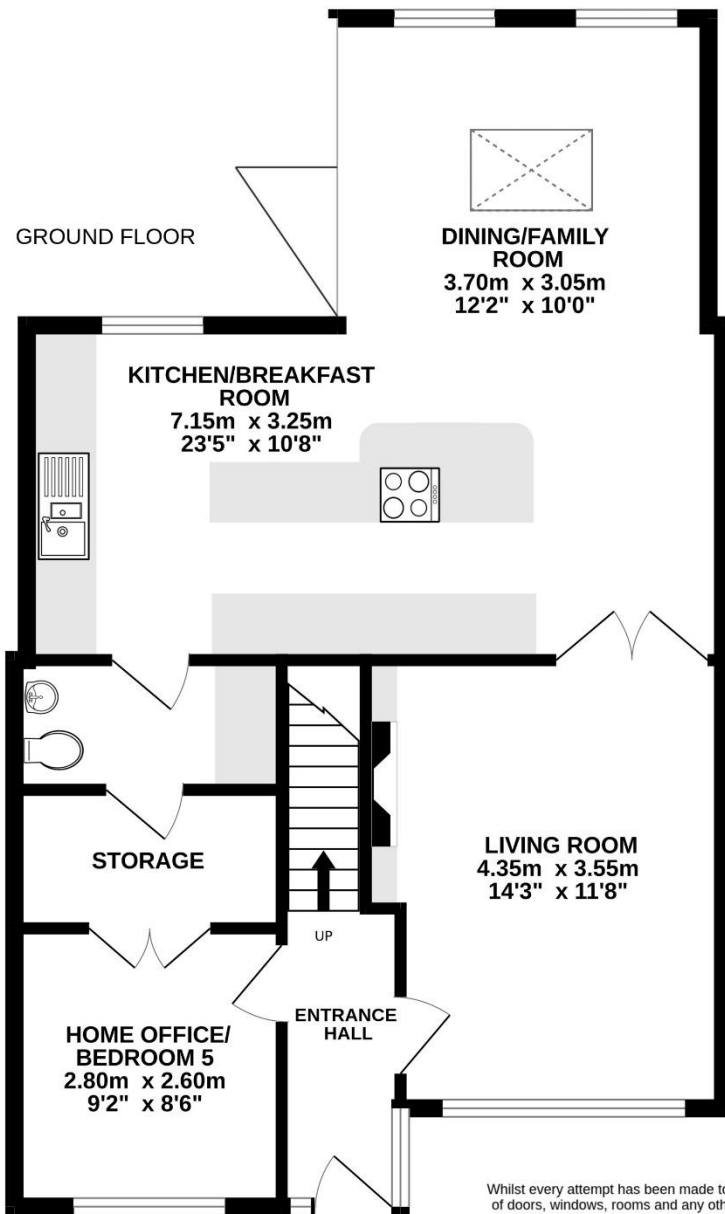 GROUND FLOOR
DINING/FAMILY
ROOM
3.70m x 3.05m
12'2" x 10'0"
KITCHEN/BREAKFAST
ROOM
7.15m x 3.25m
23'5" x 10'8"
STORAGE
LIVING ROOM
4.35m x 3.55m
14'3" x 11'8"
UP
ENTRANCE
HALL
HOME OFFICE/
BEDROOM 5
2.80m x 2.60m
9'2" x 8'6"
Whilst every attempt has been made to
of doors, windows, rooms and any oth